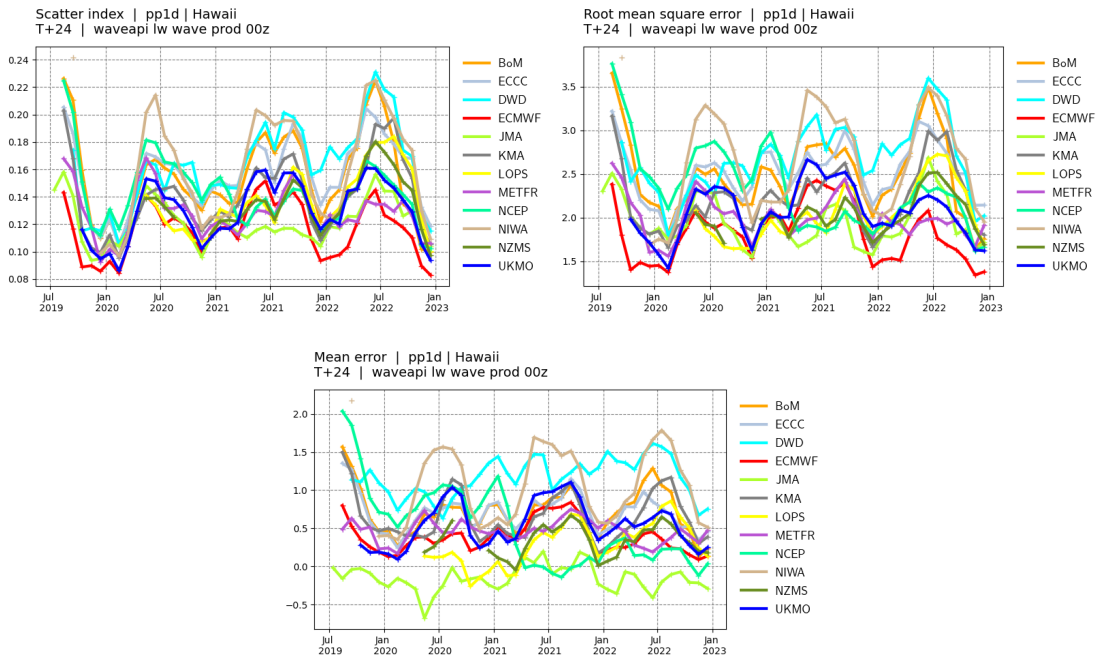 Scatter index | pp1d | Hawaii
T+24 | waveapi lw wave prod 00z
0.24
0.22
0.20
0.18
0.16
0.14
0.12
0.10
0.08
Jul 2019
Jan 2020
Jul 2020
Jan 2021
Jul 2021
Jan 2022
Jul 2022
Jan 2023
BoM
ECCC
DWD
ECMWF
JMA
KMA
LOPS
METFR
NCEP
NIWA
NZMS
UKMO
Root mean square error | pp1d | Hawaii
T+24 | waveapi lw wave prod 00z
3.5
3.0
2.5
2.0
1.5
Jul 2019
Jan 2020
Jul 2020
Jan 2021
Jul 2021
Jan 2022
Jul 2022
Jan 2023
BoM
ECCC
DWD
ECMWF
JMA
KMA
LOPS
METFR
NCEP
NIWA
NZMS
UKMO
Mean error | pp1d | Hawaii
T+24 | waveapi lw wave prod 00z
2.0
1.5
1.0
0.5
0.0
−0.5
Jul 2019
Jan 2020
Jul 2020
Jan 2021
Jul 2021
Jan 2022
Jul 2022
Jan 2023
BoM
ECCC
DWD
ECMWF
JMA
KMA
LOPS
METFR
NCEP
NIWA
NZMS
UKMO